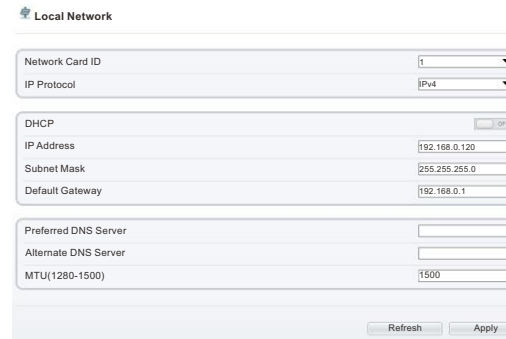 Local Network
Network Card ID 1
IP Protocol IPv4
DHCP
IP Address 192.168.0.120
Subnet Mask 255.255.255.0
Default Gateway 192.168.0.1
Preferred DNS Server
Alternate DNS Server
MTU(1280-1500) 1500
Refresh Apply